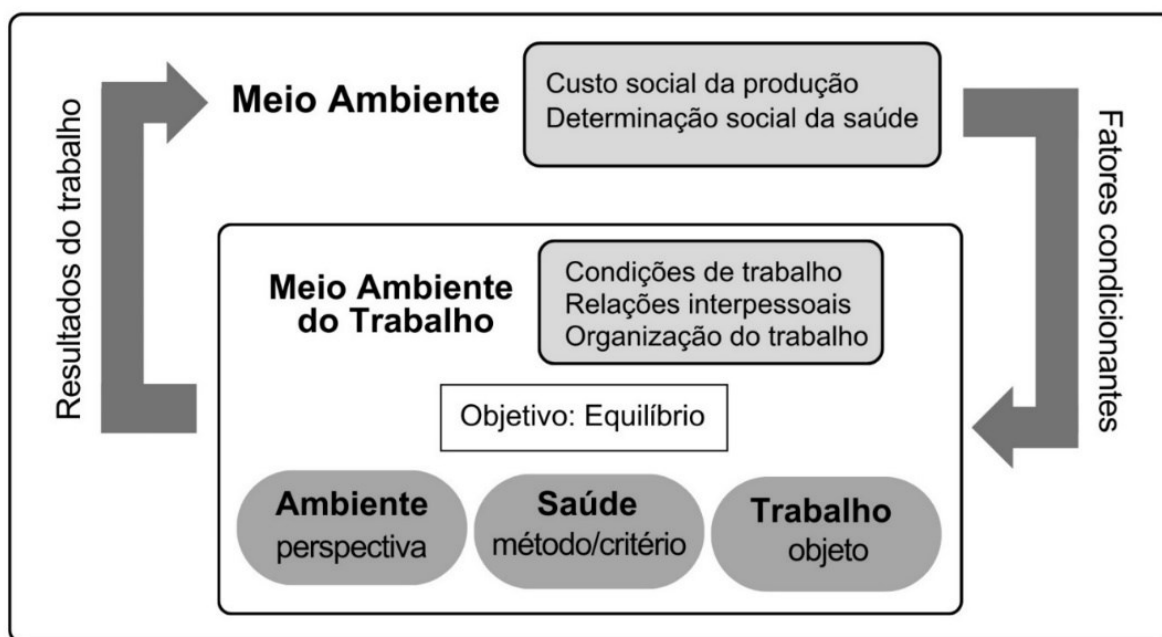 Resultados do trabalho
Meio Ambiente
Custo social da produção
Determinação social da saúde
Fatores condicionantes
Meio Ambiente
do Trabalho
Condições de trabalho
Relações interpessoais
Organização do trabalho
Objetivo: Equilíbrio
Ambiente
perspectiva
Saúde
método/critério
Trabalho
objeto